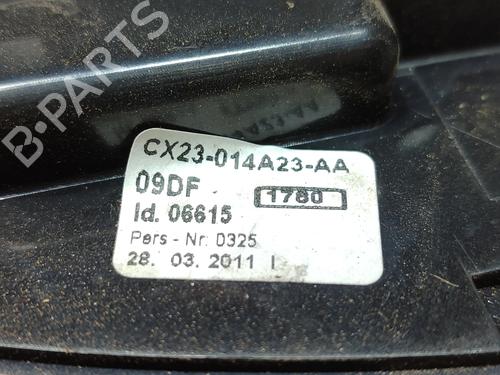 B-PARTS
CX23-014A23-AA
09DF 1780
Id. 06615
Pers - Nr. 0325
28. 03. 2011 I